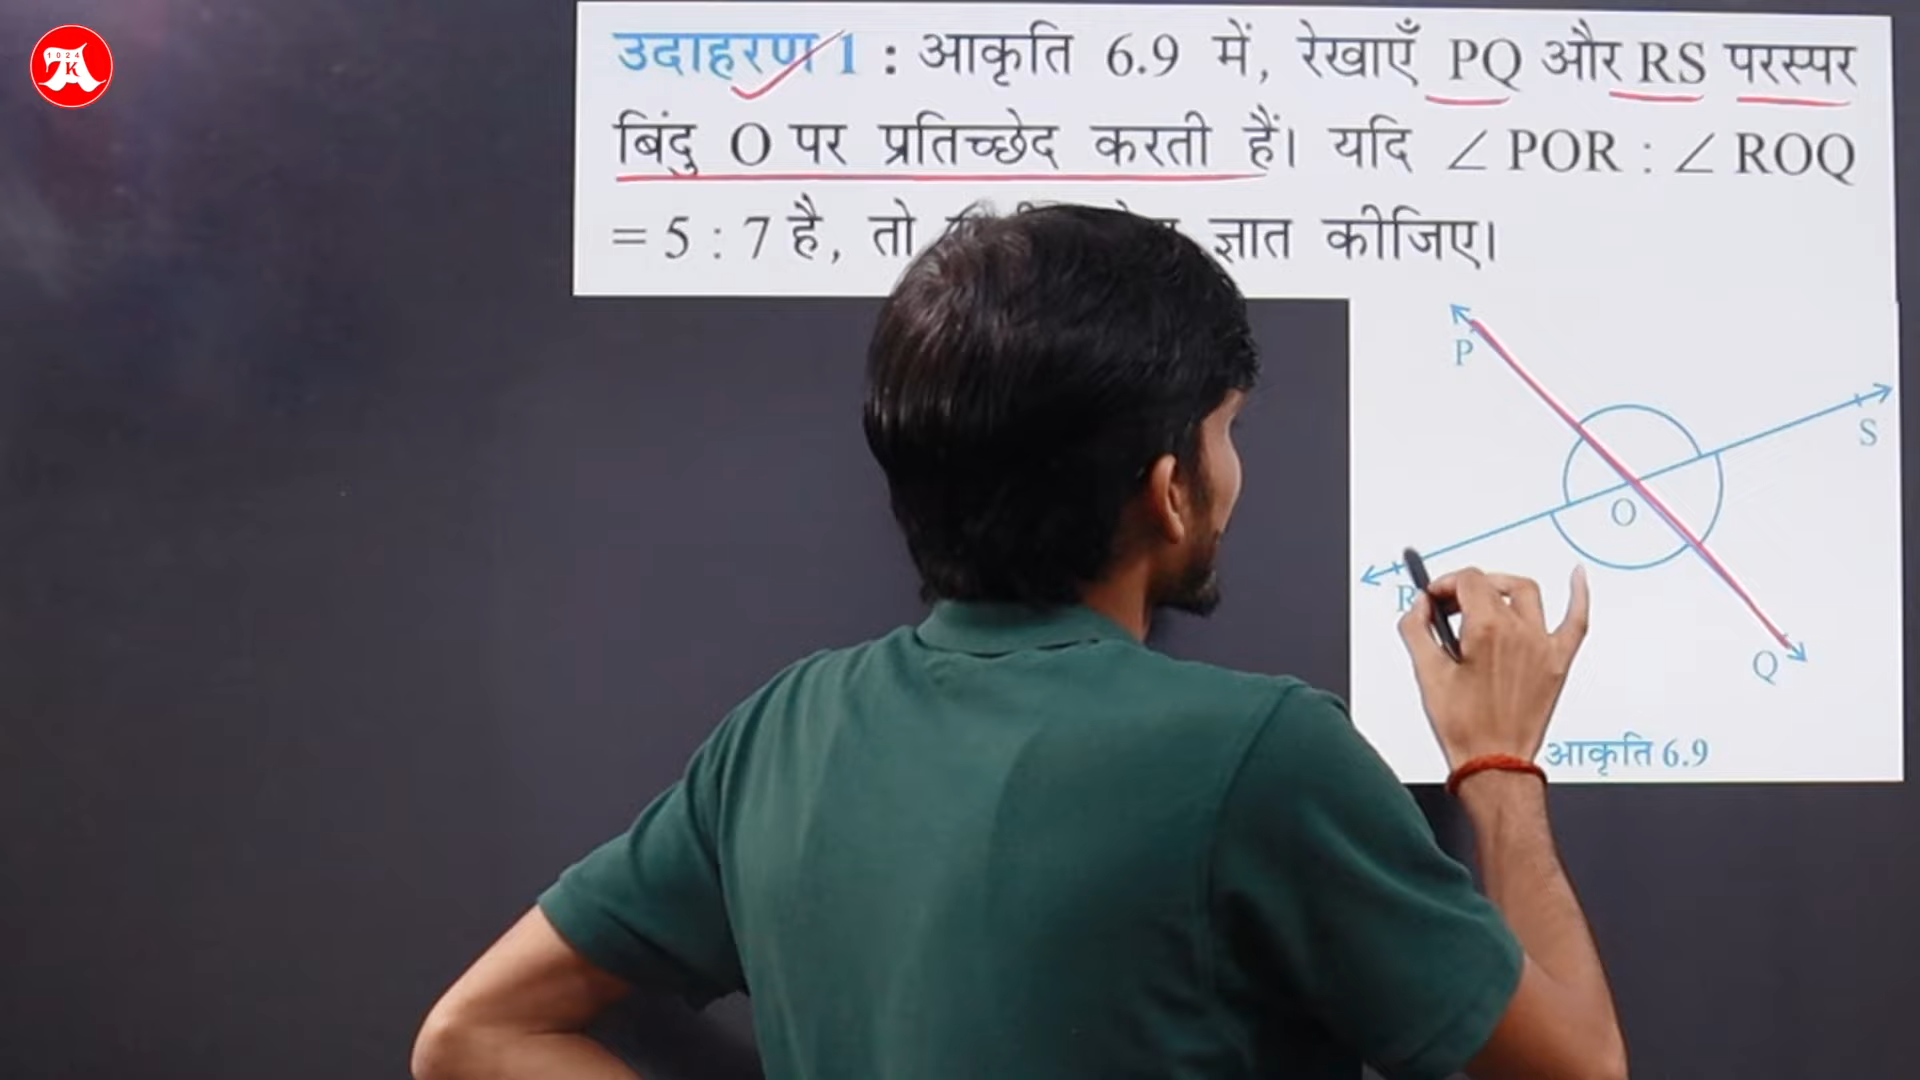 1024
K
उदाहरण 1 : आकृति 6.9 में, रेखाएँ PQ और RS परस्पर
बिंदु O पर प्रतिच्छेद करती हैं। यदि ∠POR : ∠ROQ
= 5 : 7 है, तो ज्ञात कीजिए।
P
S
O
R
Q
आकृति 6.9